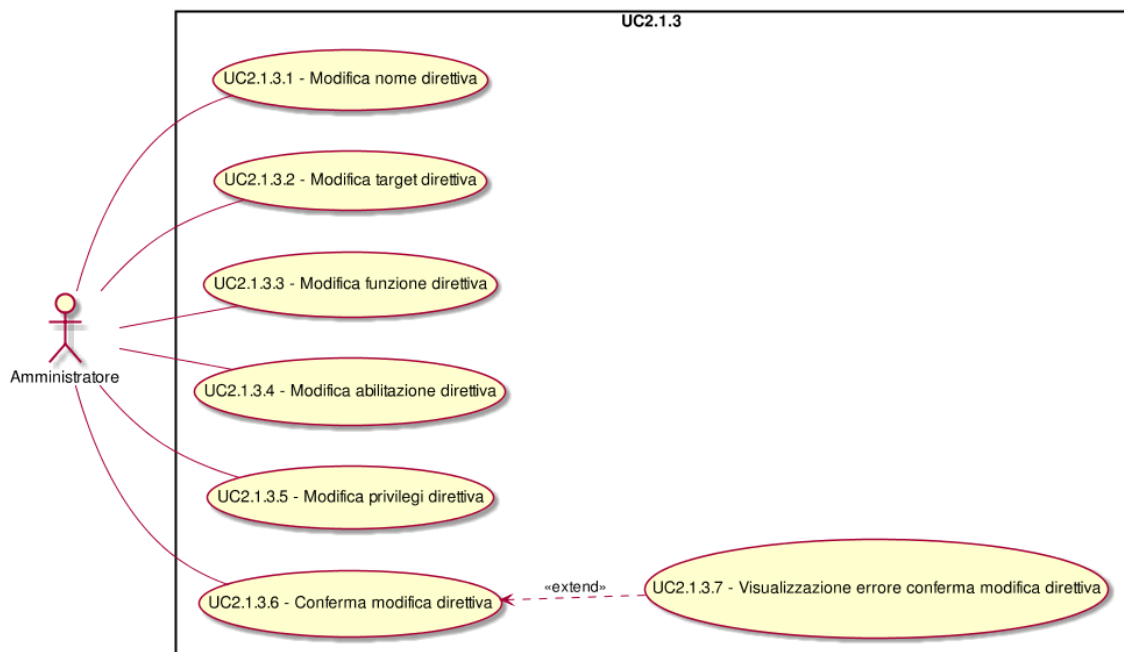 UC2.1.3
UC2.1.3.1 - Modifica nome direttiva
UC2.1.3.2 - Modifica target direttiva
UC2.1.3.3 - Modifica funzione direttiva
Amministratore
UC2.1.3.4 - Modifica abilitazione direttiva
UC2.1.3.5 - Modifica privilegi direttiva
UC2.1.3.6 - Conferma modifica direttiva
«extend»
UC2.1.3.7 - Visualizzazione errore conferma modifica direttiva